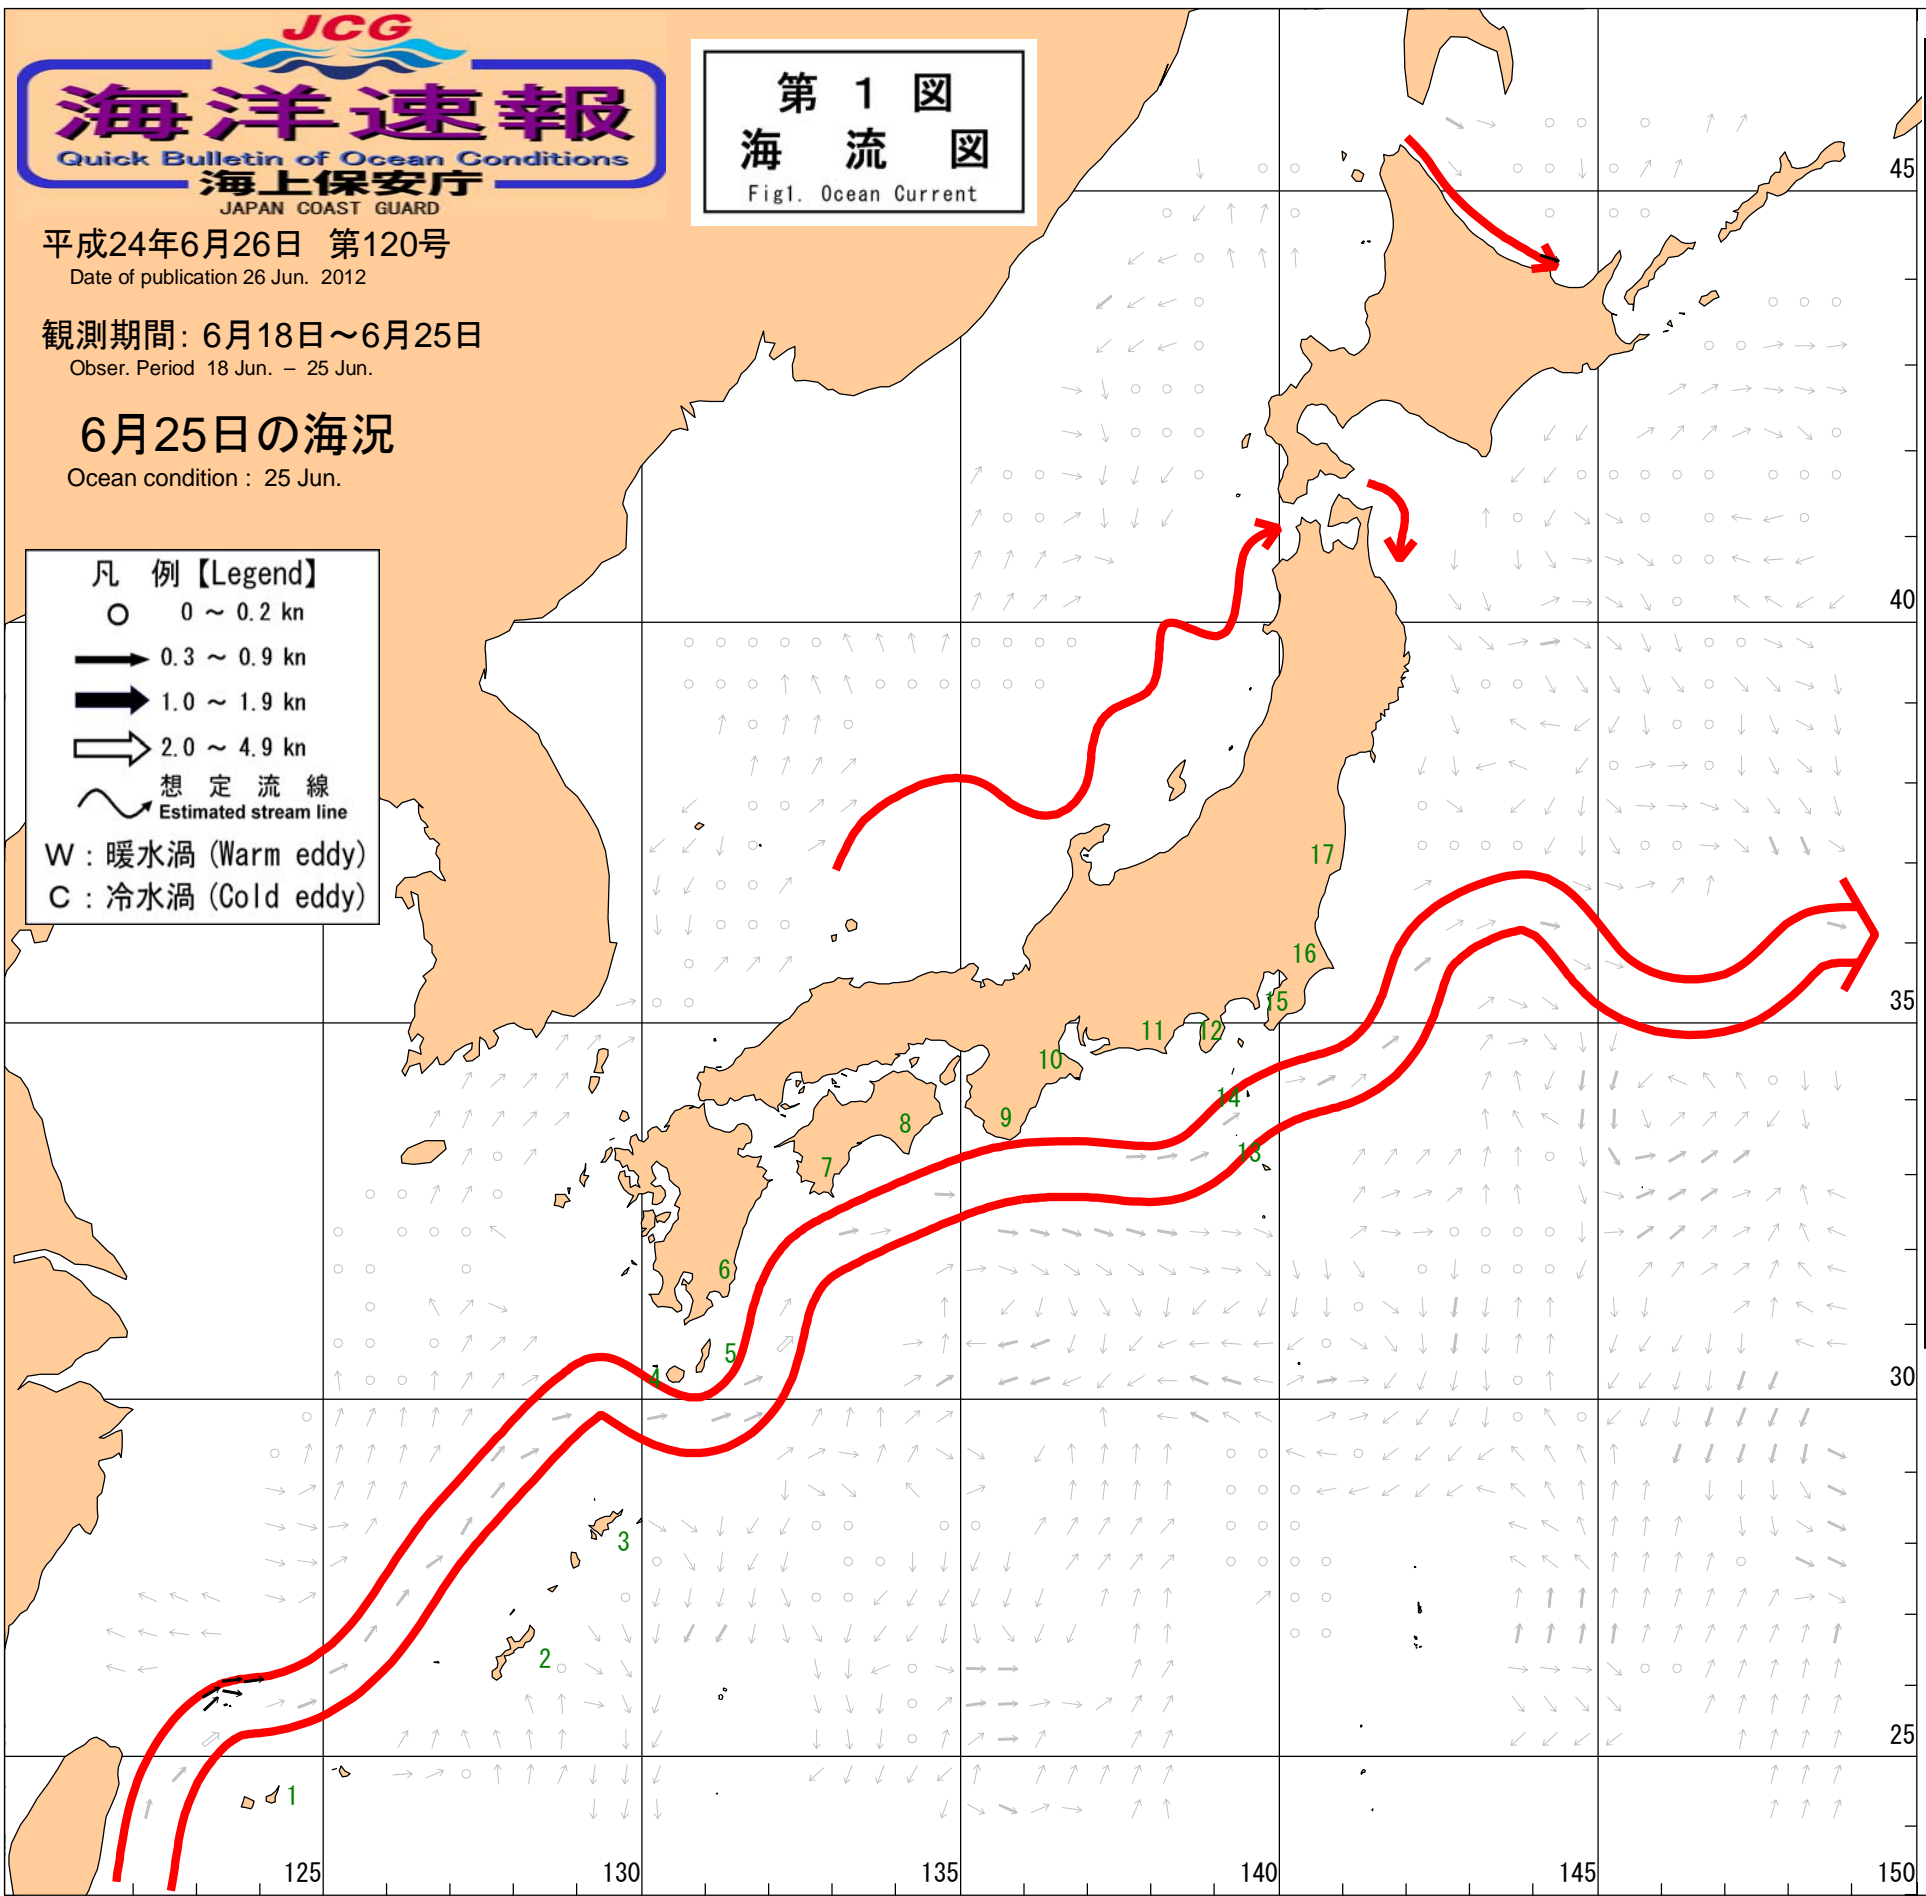 JCG
海洋速報
Quick Bulletin of Ocean Conditions
海上保安庁
JAPAN COAST GUARD
平成24年6月26日 第120号
Date of publication 26 Jun. 2012
観測期間: 6月18日～6月25日
Obser. Period 18 Jun. – 25 Jun.
6月25日の海況
Ocean condition : 25 Jun.
第 1 図
海 流 図
Fig1. Ocean Current
凡 例【Legend】
0 ～ 0.2 kn
0.3 ～ 0.9 kn
1.0 ～ 1.9 kn
2.0 ～ 4.9 kn
想 定 流 線
Estimated stream line
W : 暖水渦 (Warm eddy)
C : 冷水渦 (Cold eddy)
45
40
17
16
15
35
11
12
10
14
9
8
13
7
6
5
4
30
3
2
25
1
125
130
135
140
145
150